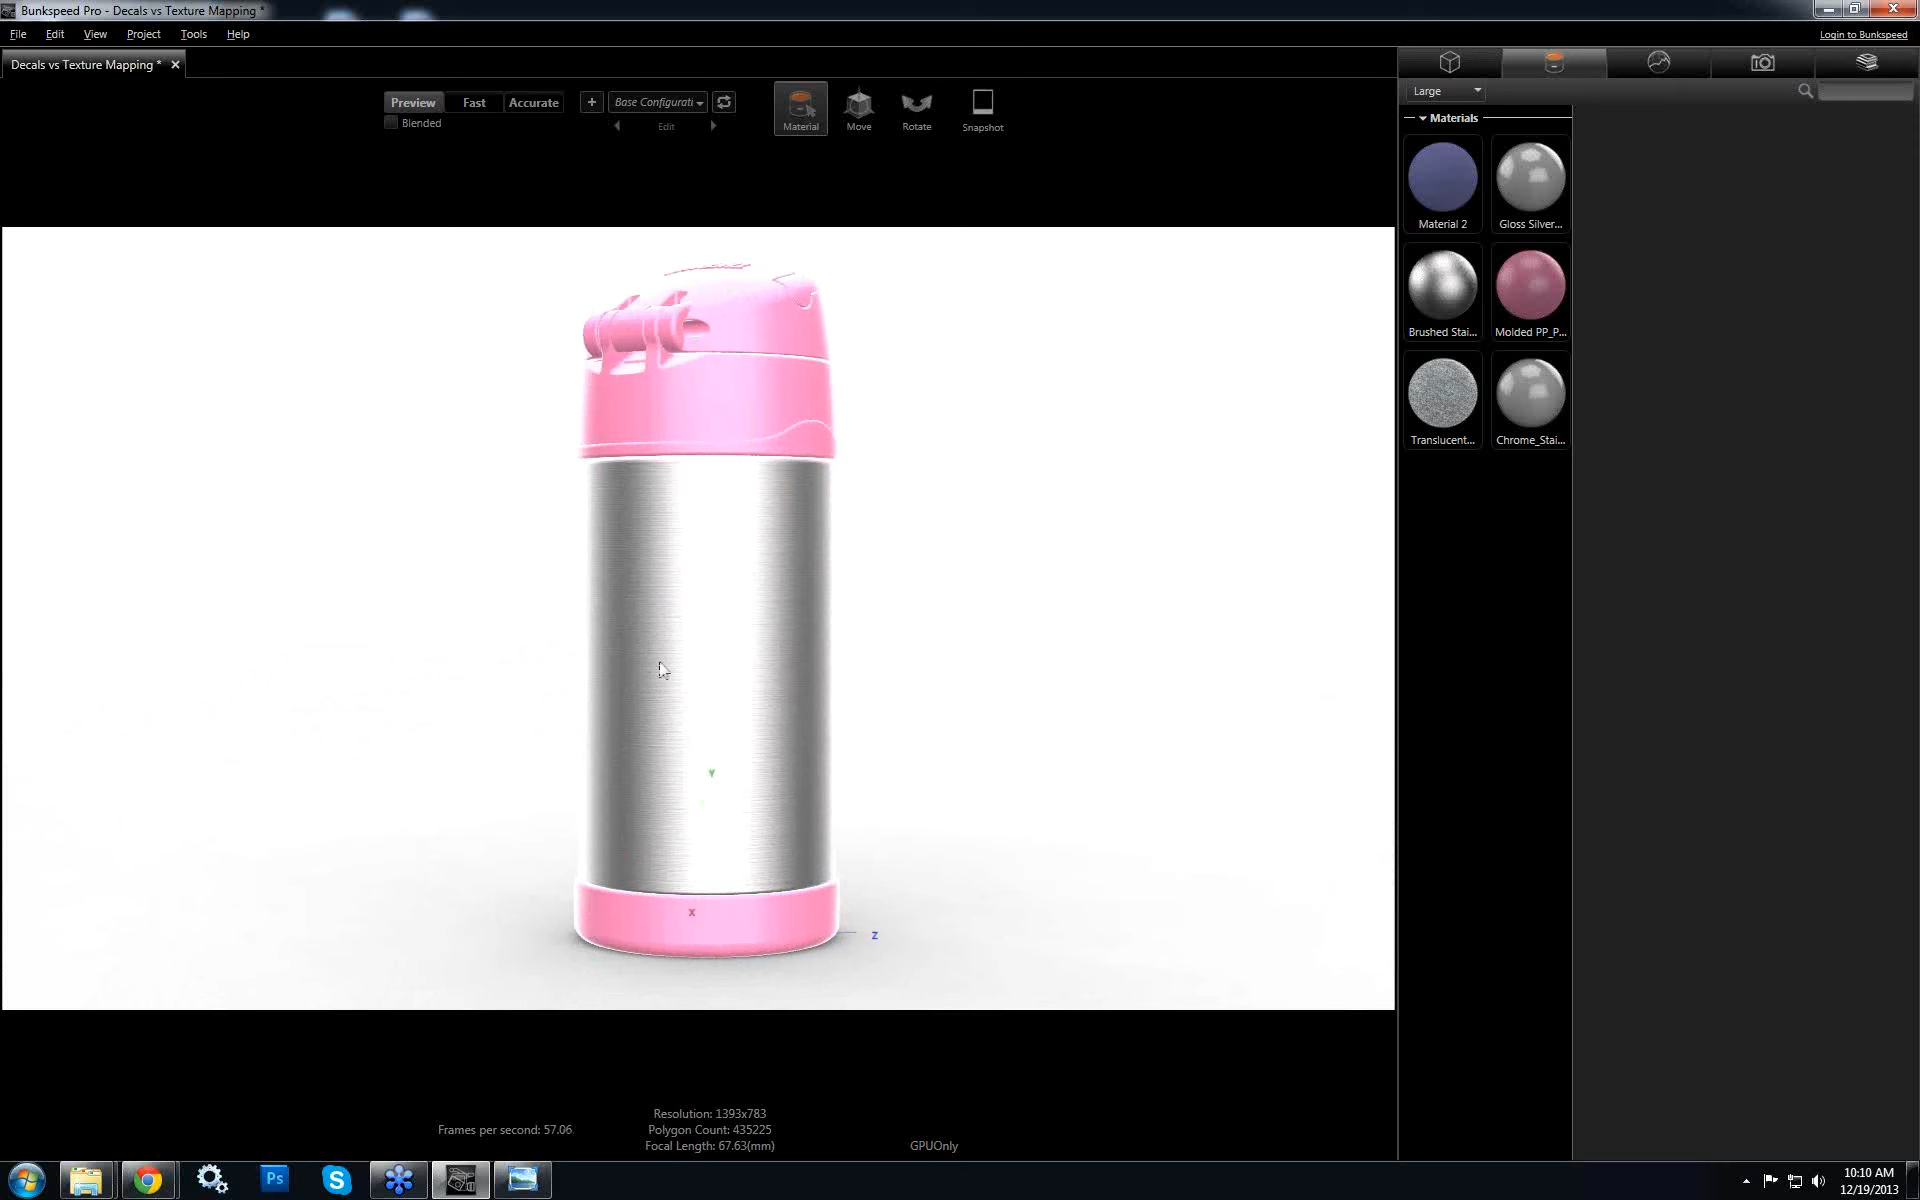 Bunkspeed Pro - Decals vs Texture Mapping *
File Edit View Project Tools Help
Login to Bunkspeed
Decals vs Texture Mapping *
Preview Fast Accurate
Base Configurati
Blended
Edit
Material
Move
Rotate
Snapshot
Large
Materials
Material 2
Gloss Silver...
Brushed Stai...
Molded PP_P...
Translucent...
Chrome_Stai...
Y
X
Z
Resolution: 1393x783
Frames per second: 57.06
Polygon Count: 435225
Focal Length: 67.63(mm)
GPUOnly
Ps
10:10 AM
12/19/2013